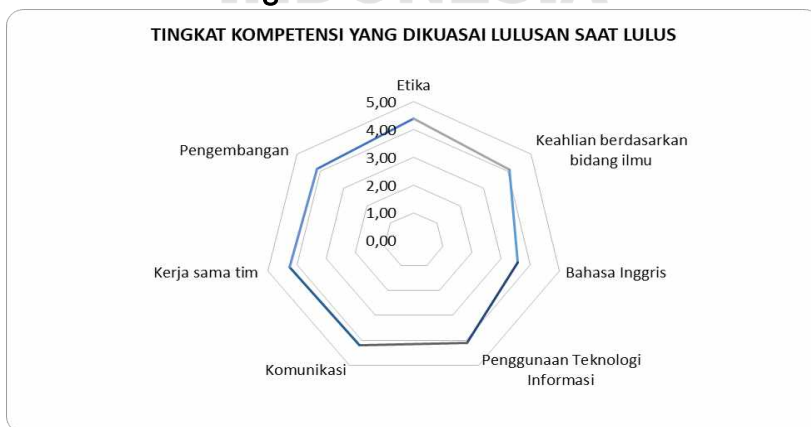 TINGKAT KOMPETENSI YANG DIKUASAI LULUSAN SAAT LULUS
Etika
5,00
4,00
3,00
2,00
1,00
0,00
Keahlian berdasarkan
bidang ilmu
Bahasa Inggris
Penggunaan Teknologi
Informasi
Komunikasi
Kerja sama tim
Pengembangan